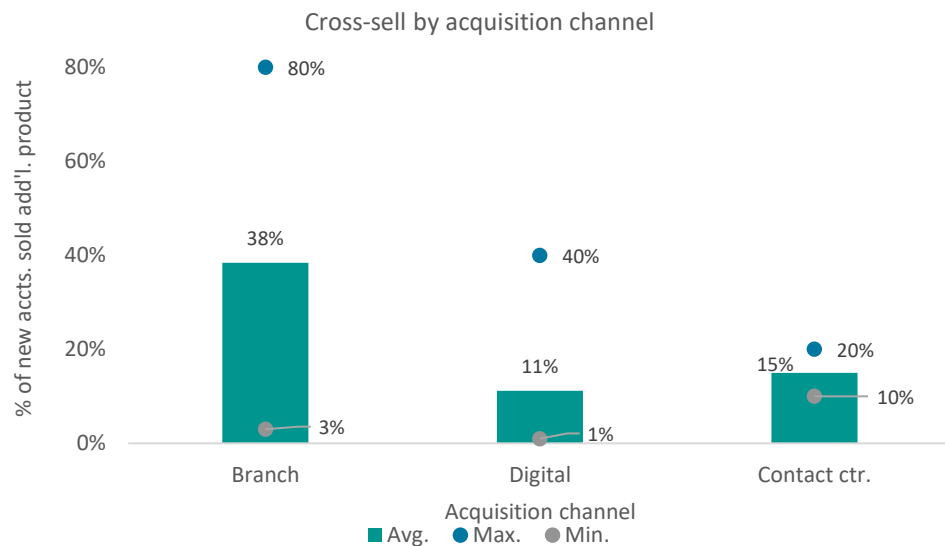 Cross-sell by acquisition channel
% of new accts. sold add'l. product
80%
60%
40%
20%
0%
80%
38%
3%
40%
11%
1%
15%
20%
10%
Branch
Digital
Contact ctr.
Acquisition channel
Avg.
Max.
Min.